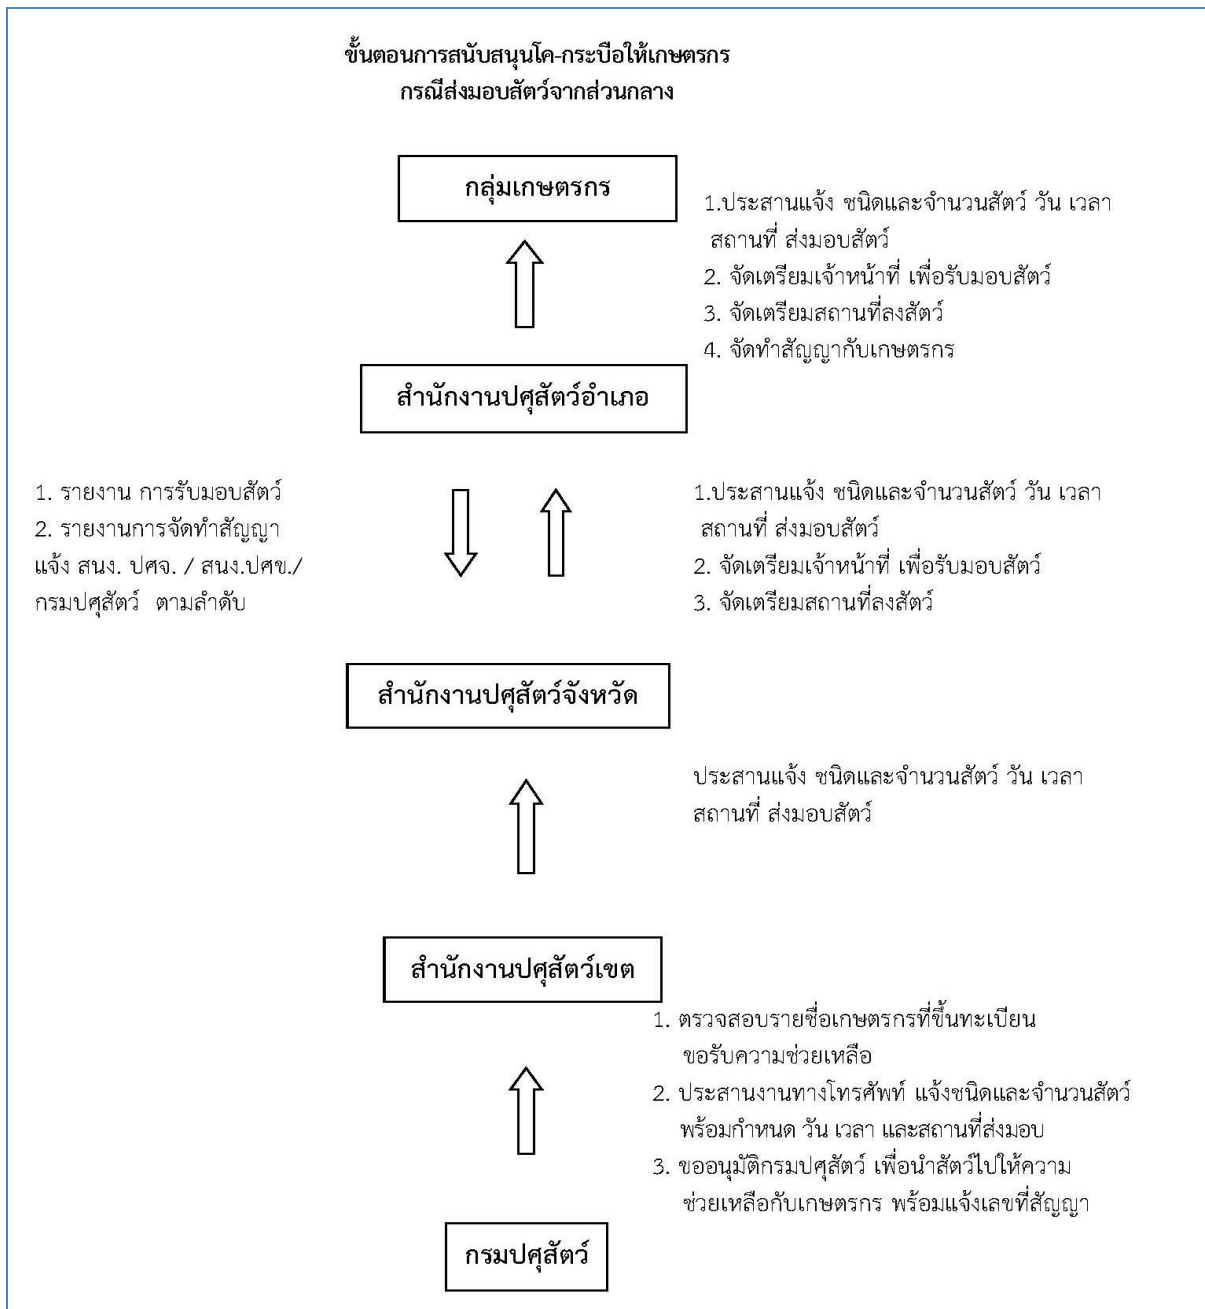 ขั้นตอนการสนับสนุนโค-กระบือให้เกษตรกร
กรณีส่งมอบสัตว์จากส่วนกลาง
กลุ่มเกษตรกร
1.ประสานแจ้ง ชนิดและจำนวนสัตว์ วัน เวลา
สถานที่ ส่งมอบสัตว์
2. จัดเตรียมเจ้าหน้าที่ เพื่อรับมอบสัตว์
3. จัดเตรียมสถานที่ลงสัตว์
4. จัดทำสัญญากับเกษตรกร
สำนักงานปศุสัตว์อำเภอ
1. รายงาน การรับมอบสัตว์
2. รายงานการจัดทำสัญญา
แจ้ง สนง. ปศจ. / สนง.ปศข./
กรมปศุสัตว์ ตามลำดับ
1.ประสานแจ้ง ชนิดและจำนวนสัตว์ วัน เวลา
สถานที่ ส่งมอบสัตว์
2. จัดเตรียมเจ้าหน้าที่ เพื่อรับมอบสัตว์
3. จัดเตรียมสถานที่ลงสัตว์
สำนักงานปศุสัตว์จังหวัด
ประสานแจ้ง ชนิดและจำนวนสัตว์ วัน เวลา
สถานที่ ส่งมอบสัตว์
สำนักงานปศุสัตว์เขต
1. ตรวจสอบรายชื่อเกษตรกรที่ขึ้นทะเบียน
ขอรับความช่วยเหลือ
2. ประสานงานทางโทรศัพท์ แจ้งชนิดและจำนวนสัตว์
พร้อมกำหนด วัน เวลา และสถานที่ส่งมอบ
3. ขออนุมัติกรมปศุสัตว์ เพื่อนำสัตว์ไปให้ความ
ช่วยเหลือกับเกษตรกร พร้อมแจ้งเลขที่สัญญา
กรมปศุสัตว์